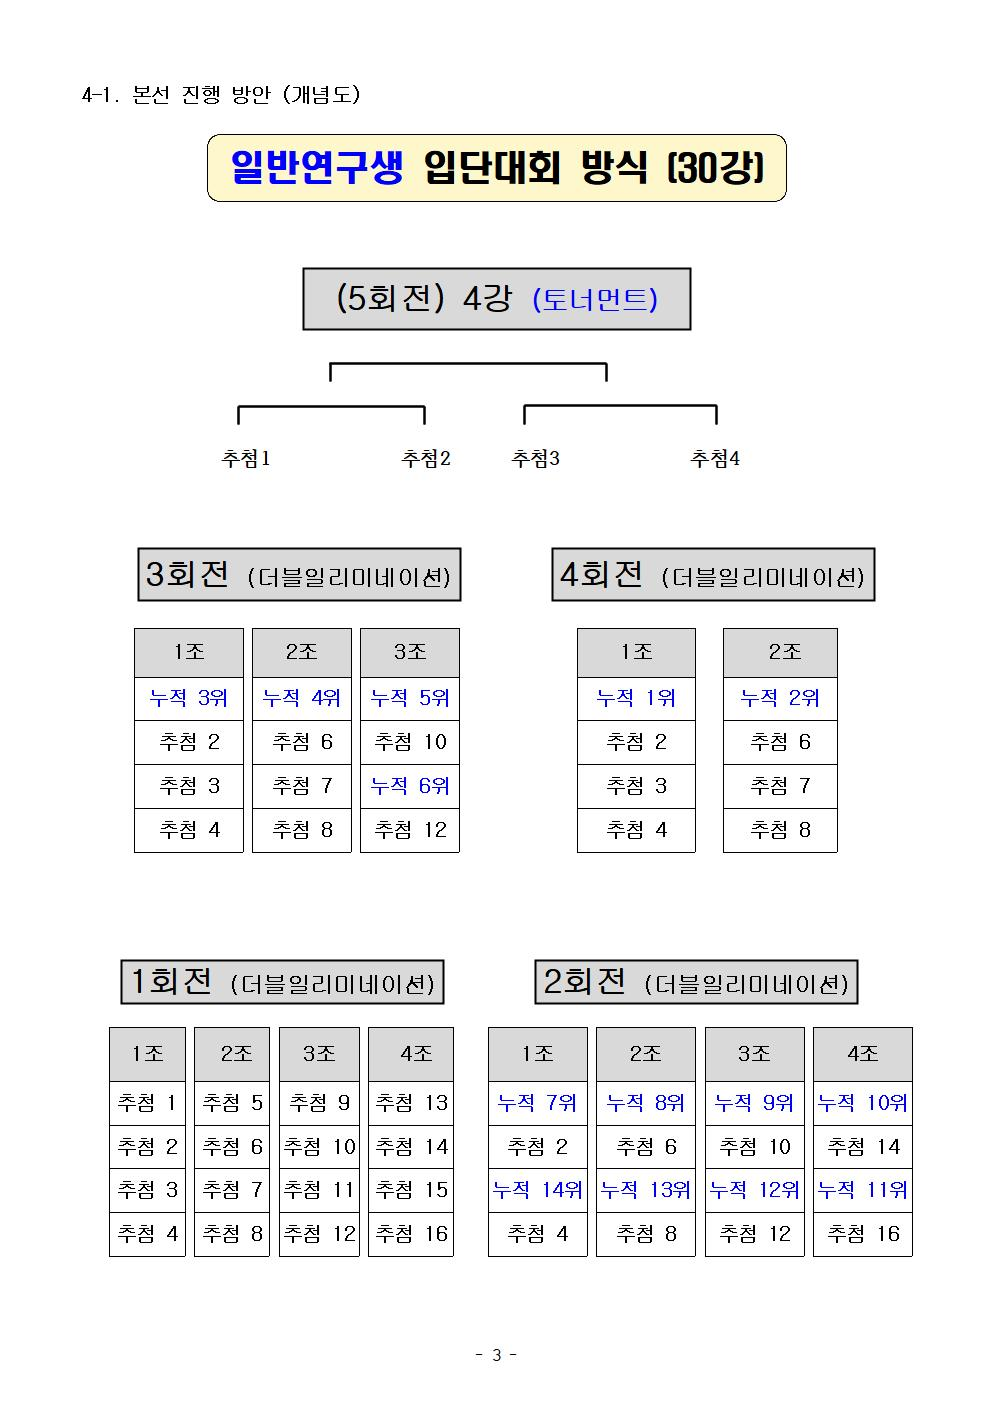 4-1. 본선 진행 방안 (개념도)
일반연구생 입단대회 방식 (30강)
(5회전) 4강 (토너먼트)
추첨1 추첨2 추첨3 추첨4
3회전 (더블일리미네이션) 4회전 (더블일리미네이션)
1조 2조 3조 1조 2조
누적 3위 누적 4위 누적 5위 누적 1위 누적 2위
추첨 2 추첨 6 추첨 10 추첨 2 추첨 6
추첨 3 추첨 7 누적 6위 추첨 3 추첨 7
추첨 4 추첨 8 추첨 12 추첨 4 추첨 8
1회전 (더블일리미네이션) 2회전 (더블일리미네이션)
1조 2조 3조 4조 1조 2조 3조 4조
추첨 1 추첨 5 추첨 9 추첨 13 누적 7위 누적 8위 누적 9위 누적 10위
추첨 2 추첨 6 추첨 10 추첨 14 추첨 2 추첨 6 추첨 10 추첨 14
추첨 3 추첨 7 추첨 11 추첨 15 누적 14위 누적 13위 누적 12위 누적 11위
추첨 4 추첨 8 추첨 12 추첨 16 추첨 4 추첨 8 추첨 12 추첨 16
- 3 -